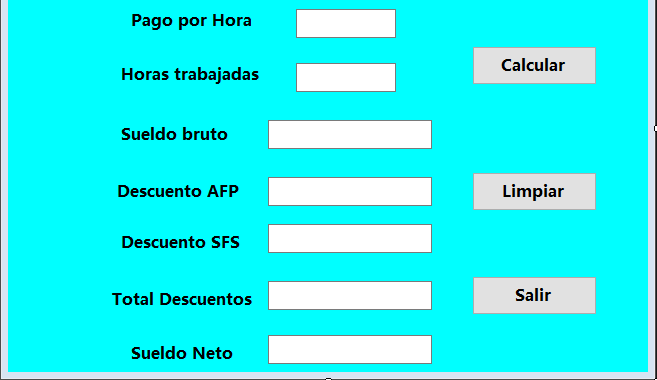 Pago por Hora
Horas trabajadas
Calcular
Sueldo bruto
Descuento AFP
Limpiar
Descuento SFS
Total Descuentos
Salir
Sueldo Neto